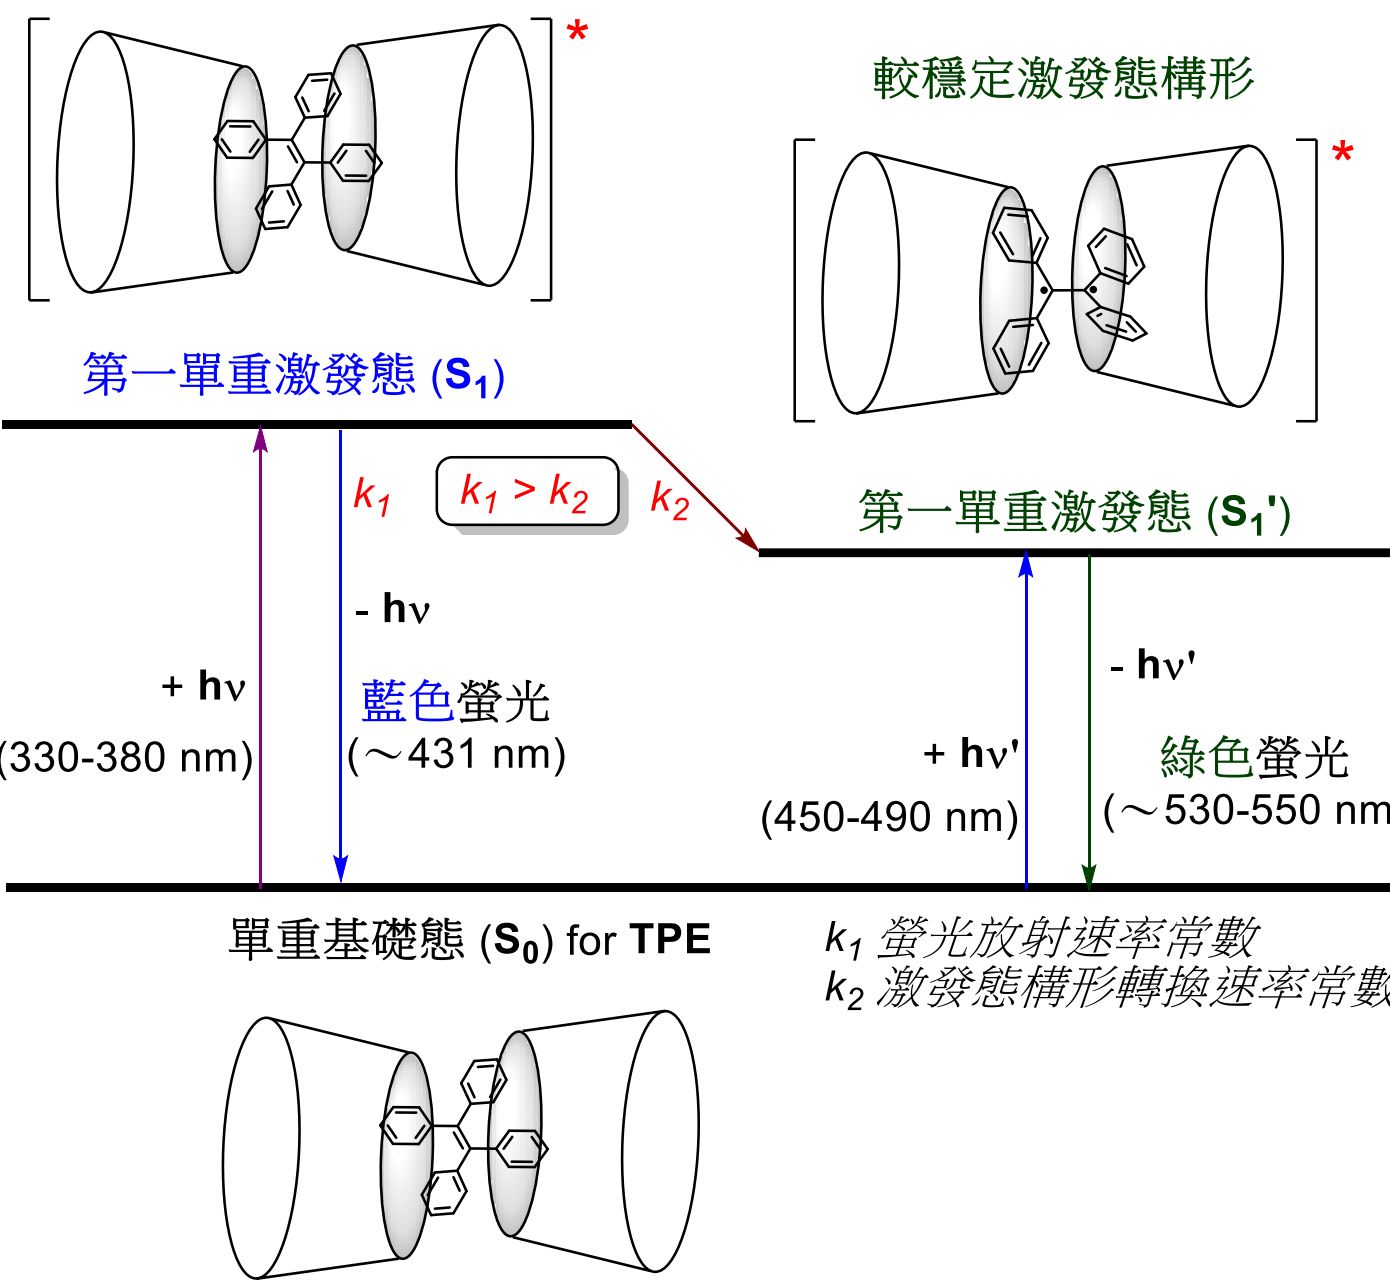 *
較穩定激發態構形
*
第一單重激發態 (S1)
k1
k1 > k2
k2
第一單重激發態 (S1')
- hν
+ hν
藍色螢光
(330-380 nm)
(～431 nm)
- hν'
+ hν'
綠色螢光
(450-490 nm)
(～530-550 nm
單重基礎態 (S0) for TPE
k1 螢光放射速率常數
k2 激發態構形轉換速率常數